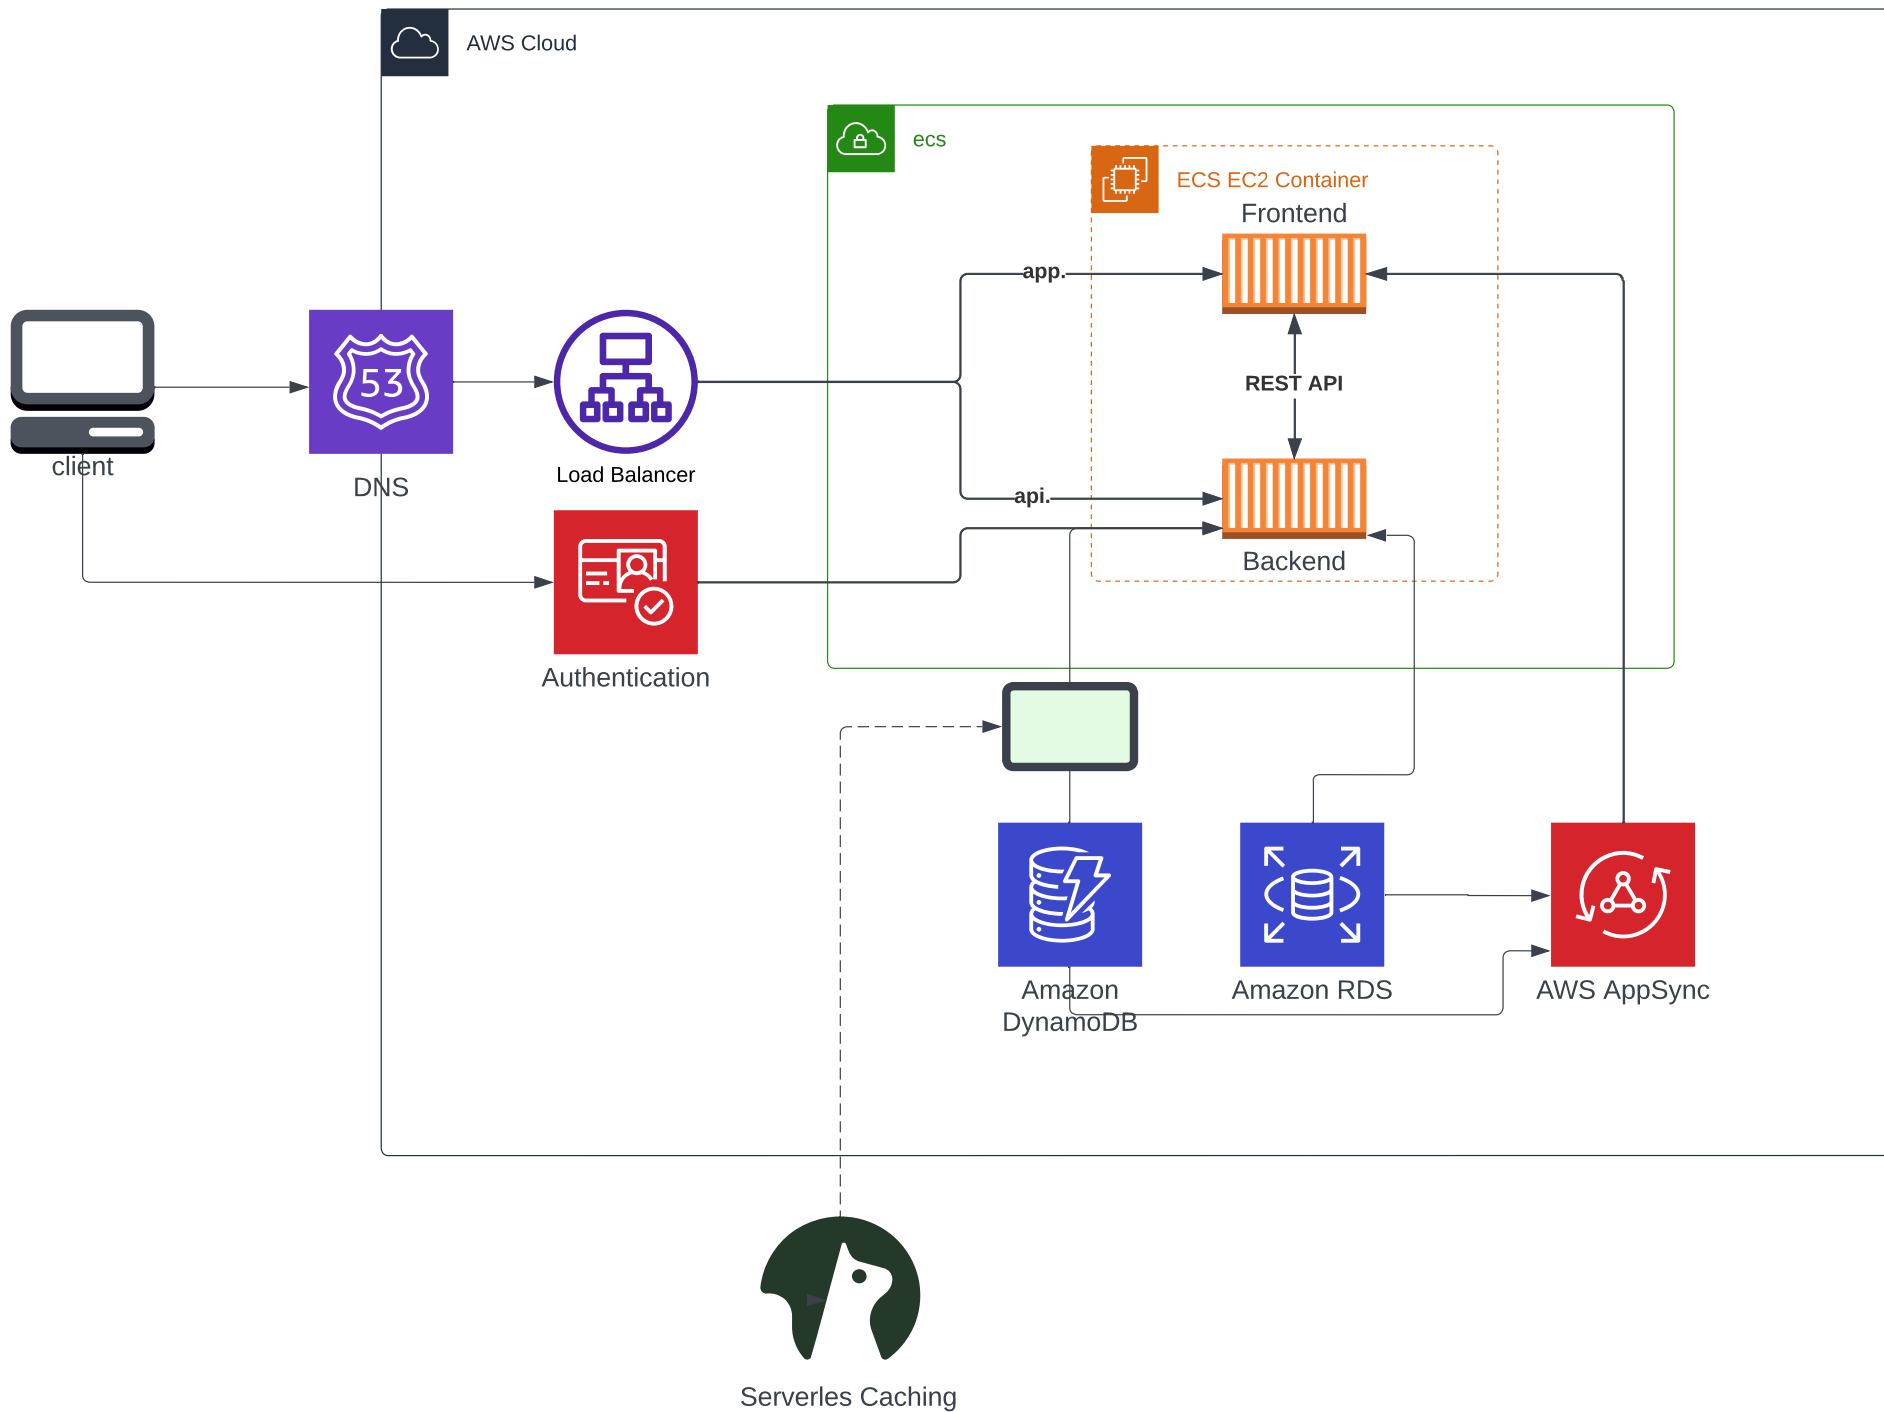 AWS Cloud
ecs
ECS EC2 Container
Frontend
app.
53
REST API
client
DNS
Load Balancer
api.
Backend
Authentication
Amazon
DynamoDB
Amazon RDS
AWS AppSync
Serverles Caching